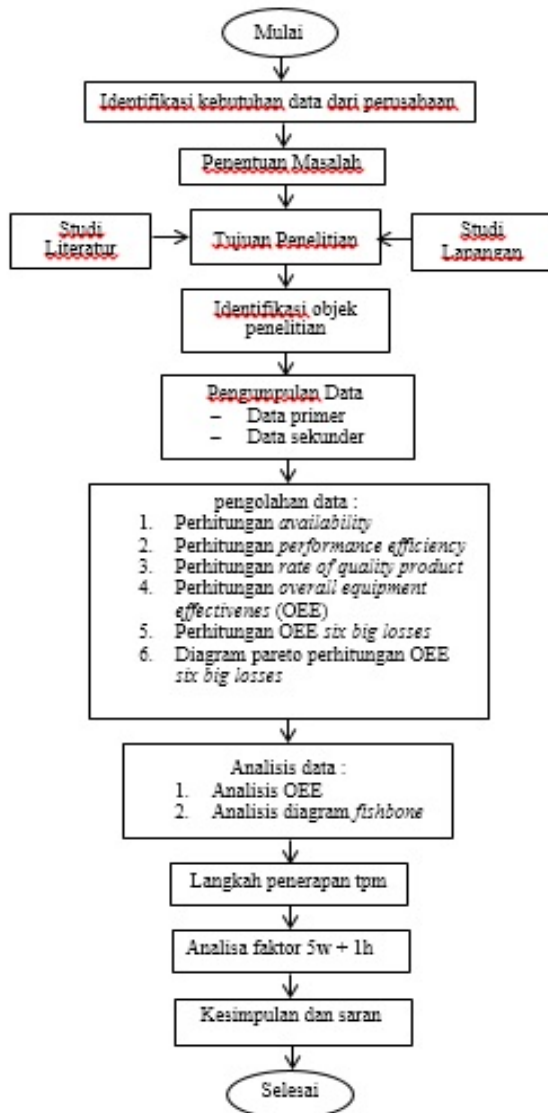 Mulai
Identifikasi kebutuhan data dari perusahaan
Penentuan Masalah
Studi
Literatur
Tujuan Penelitian
Studi
Lapangan
Identifikasi objek
penelitian
Pengumpulan Data
– Data primer
– Data sekunder
pengolahan data :
1. Perhitungan availability
2. Perhitungan performance efficiency
3. Perhitungan rate of quality product
4. Perhitungan overall equipment
effectivenes (OEE)
5. Perhitungan OEE six big losses
6. Diagram pareto perhitungan OEE
six big losses
Analisis data :
1. Analisis OEE
2. Analisis diagram fishbone
Langkah penerapan tpm
Analisa faktor 5w + 1h
Kesimpulan dan saran
Selesai